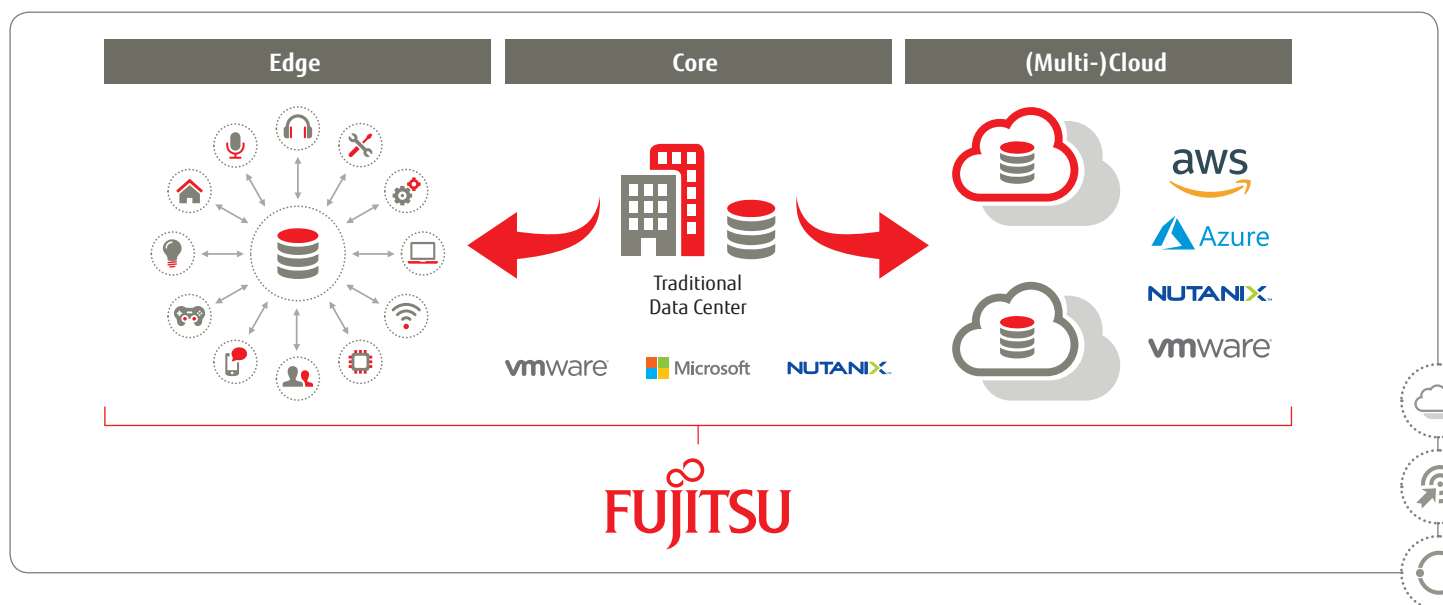 Edge
Core
(Multi-)Cloud
Traditional
Data Center
vmware
Microsoft
NUTANIX
aws
Azure
NUTANIX
vmware
FUJITSU